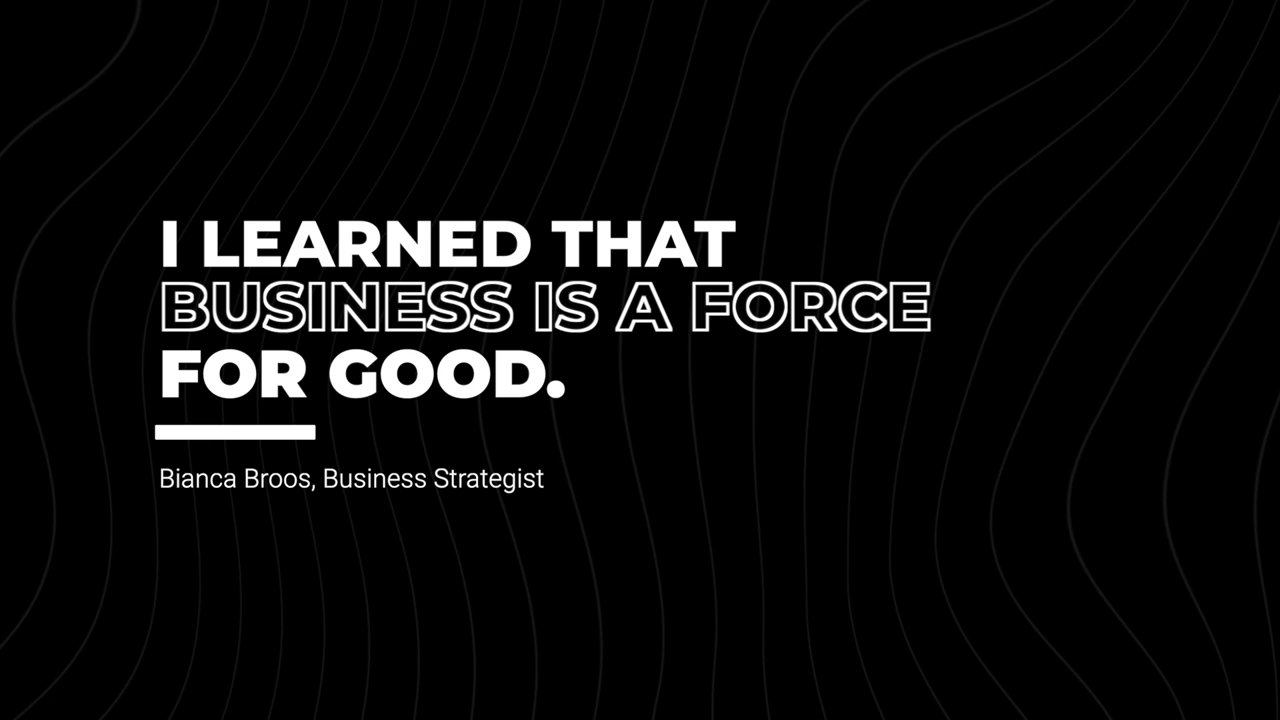 I LEARNED THAT
BUSINESS IS A FORCE
FOR GOOD.
Bianca Broos, Business Strategist